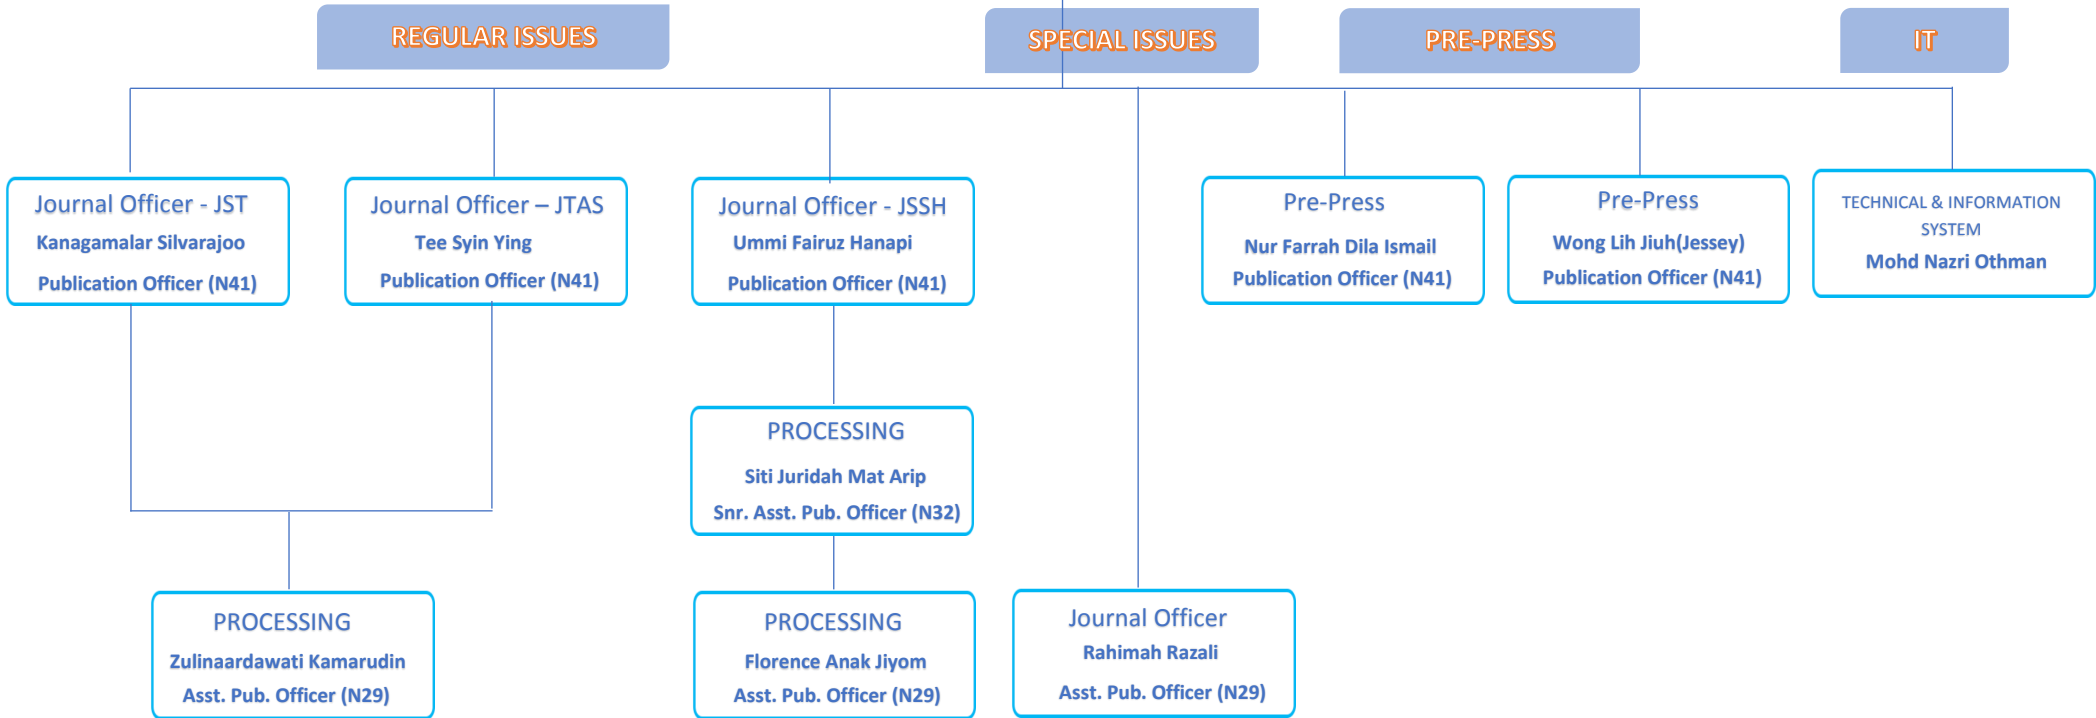 REGULAR ISSUES
SPECIAL ISSUES
PRE-PRESS
IT
Journal Officer - JST
Kanagamalar Silvarajoo
Publication Officer (N41)
Journal Officer – JTAS
Tee Syin Ying
Publication Officer (N41)
Journal Officer - JSSH
Ummi Fairuz Hanapi
Publication Officer (N41)
Pre-Press
Nur Farrah Dila Ismail
Publication Officer (N41)
Pre-Press
Wong Lih Jiuh(Jessey)
Publication Officer (N41)
TECHNICAL & INFORMATION
SYSTEM
Mohd Nazri Othman
PROCESSING
Siti Juridah Mat Arip
Snr. Asst. Pub. Officer (N32)
PROCESSING
Zulinaardawati Kamarudin
Asst. Pub. Officer (N29)
PROCESSING
Florence Anak Jiyom
Asst. Pub. Officer (N29)
Journal Officer
Rahimah Razali
Asst. Pub. Officer (N29)